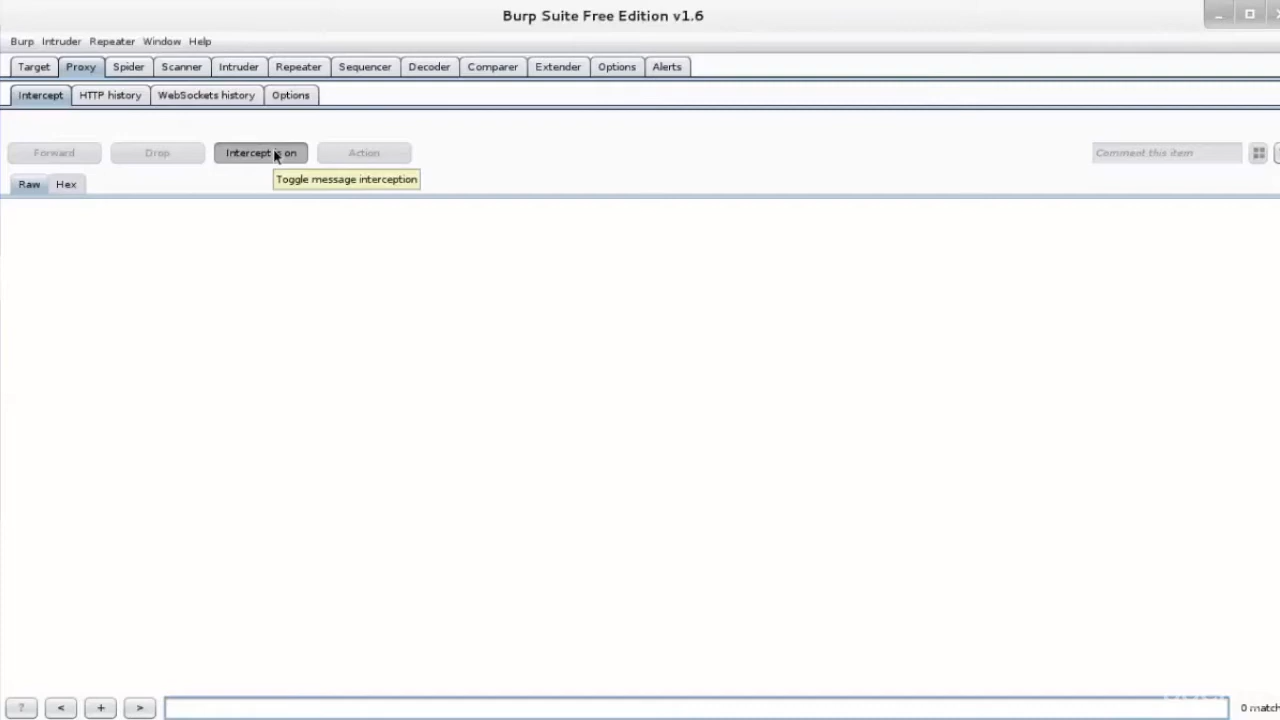 Burp Suite Free Edition v1.6
Burp Intruder Repeater Window Help
Target Proxy Spider Scanner Intruder Repeater Sequencer Decoder Comparer Extender Options Alerts
Intercept HTTP history WebSockets history Options
Forward Drop Intercept is on Action Comment this item
Toggle message interception
Raw Hex
? < + > 0 match